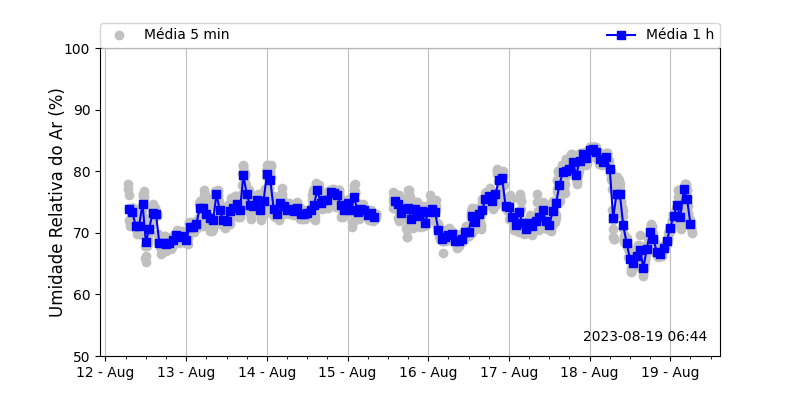 Média 5 min
Média 1 h
Umidade Relativa do Ar (%)
100
90
80
70
60
50
2023-08-19 06:44
12 - Aug
13 - Aug
14 - Aug
15 - Aug
16 - Aug
17 - Aug
18 - Aug
19 - Aug